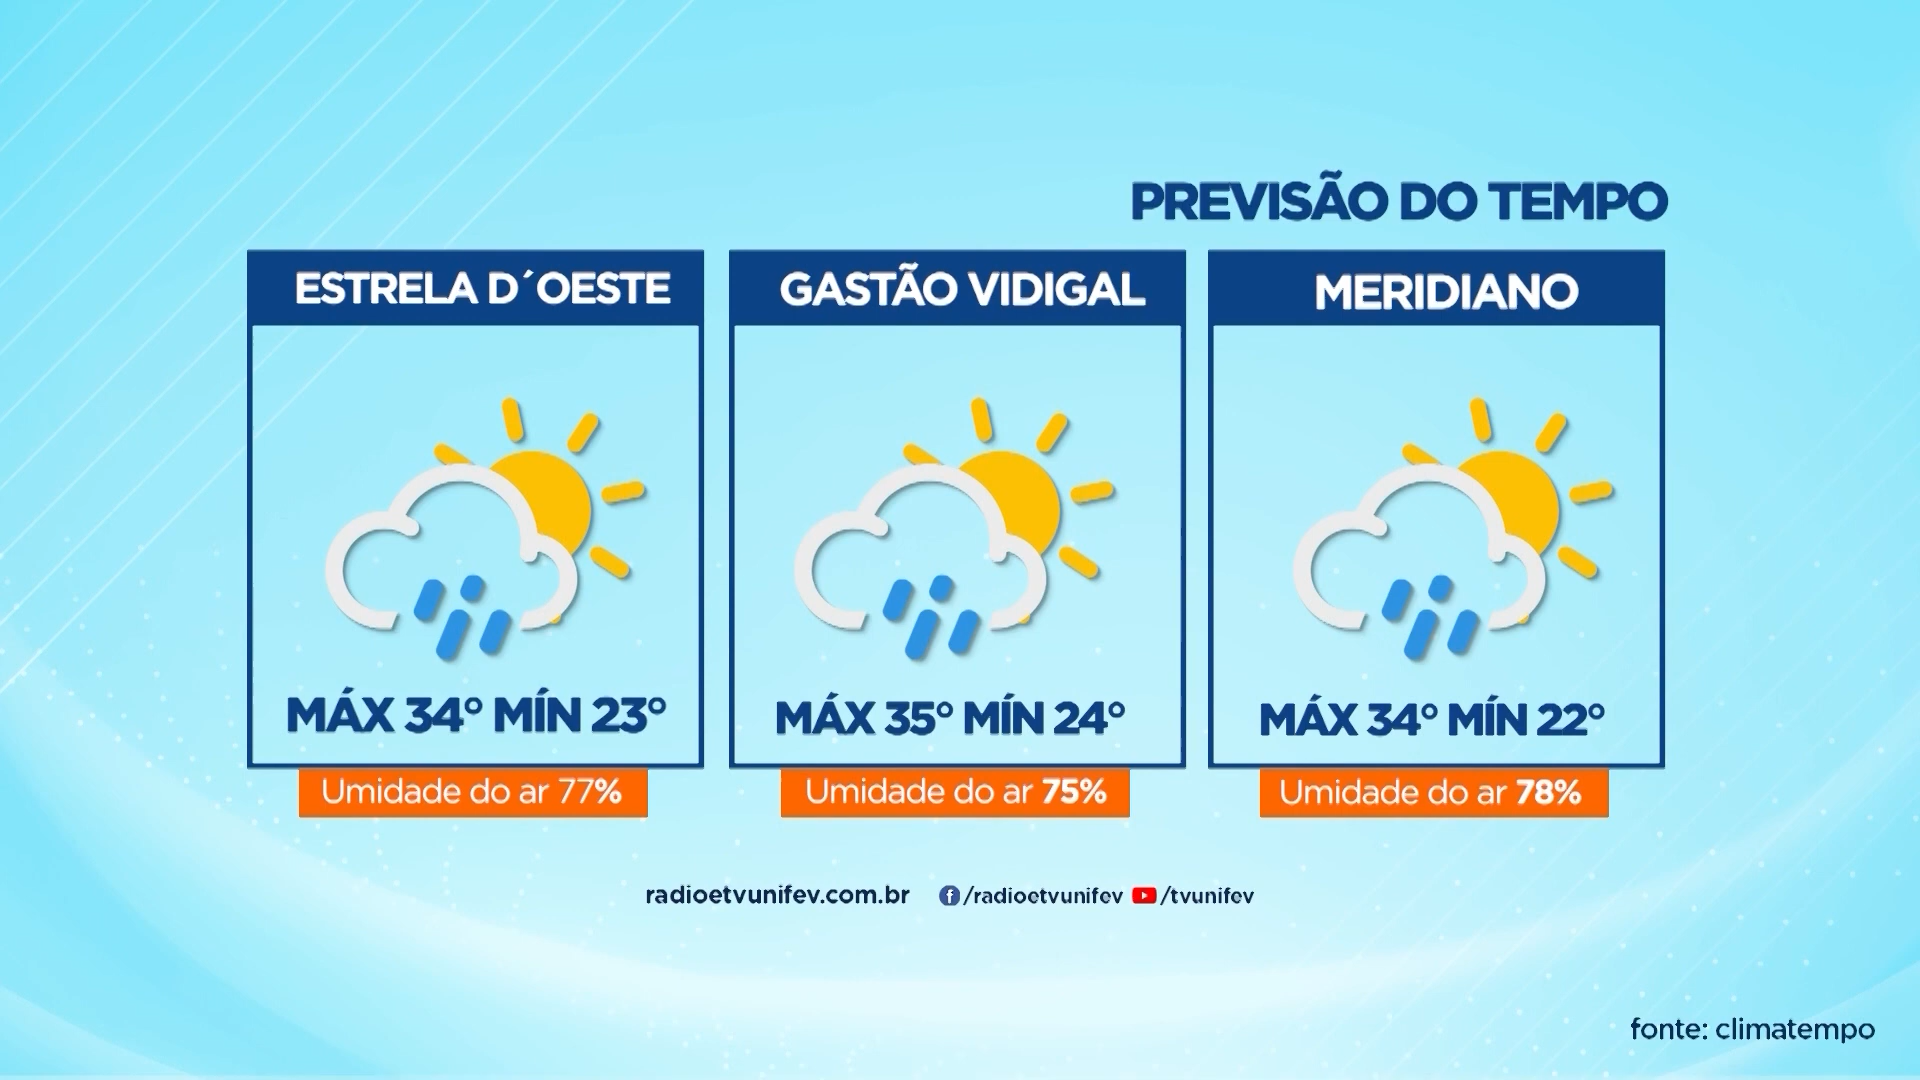 PREVISÃO DO TEMPO
ESTRELA D´OESTE
MÁX 34° MÍN 23°
Umidade do ar 77%
GASTÃO VIDIGAL
MÁX 35° MÍN 24°
Umidade do ar 75%
MERIDIANO
MÁX 34° MÍN 22°
Umidade do ar 78%
radioetvunifev.com.br /radioetvunifev /tvunifev
fonte: climatempo